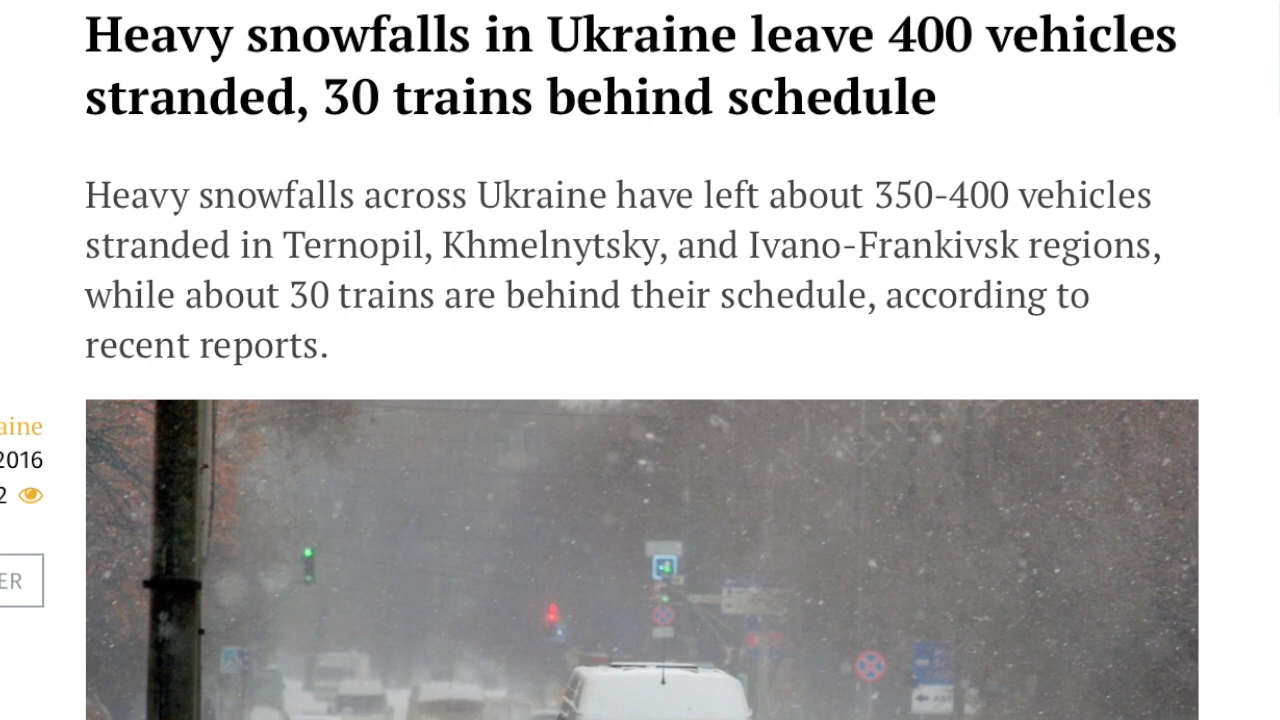 Heavy snowfalls in Ukraine leave 400 vehicles
stranded, 30 trains behind schedule
Heavy snowfalls across Ukraine have left about 350-400 vehicles
stranded in Ternopil, Khmelnytsky, and Ivano-Frankivsk regions,
while about 30 trains are behind their schedule, according to
recent reports.
aine
2016
2
ER